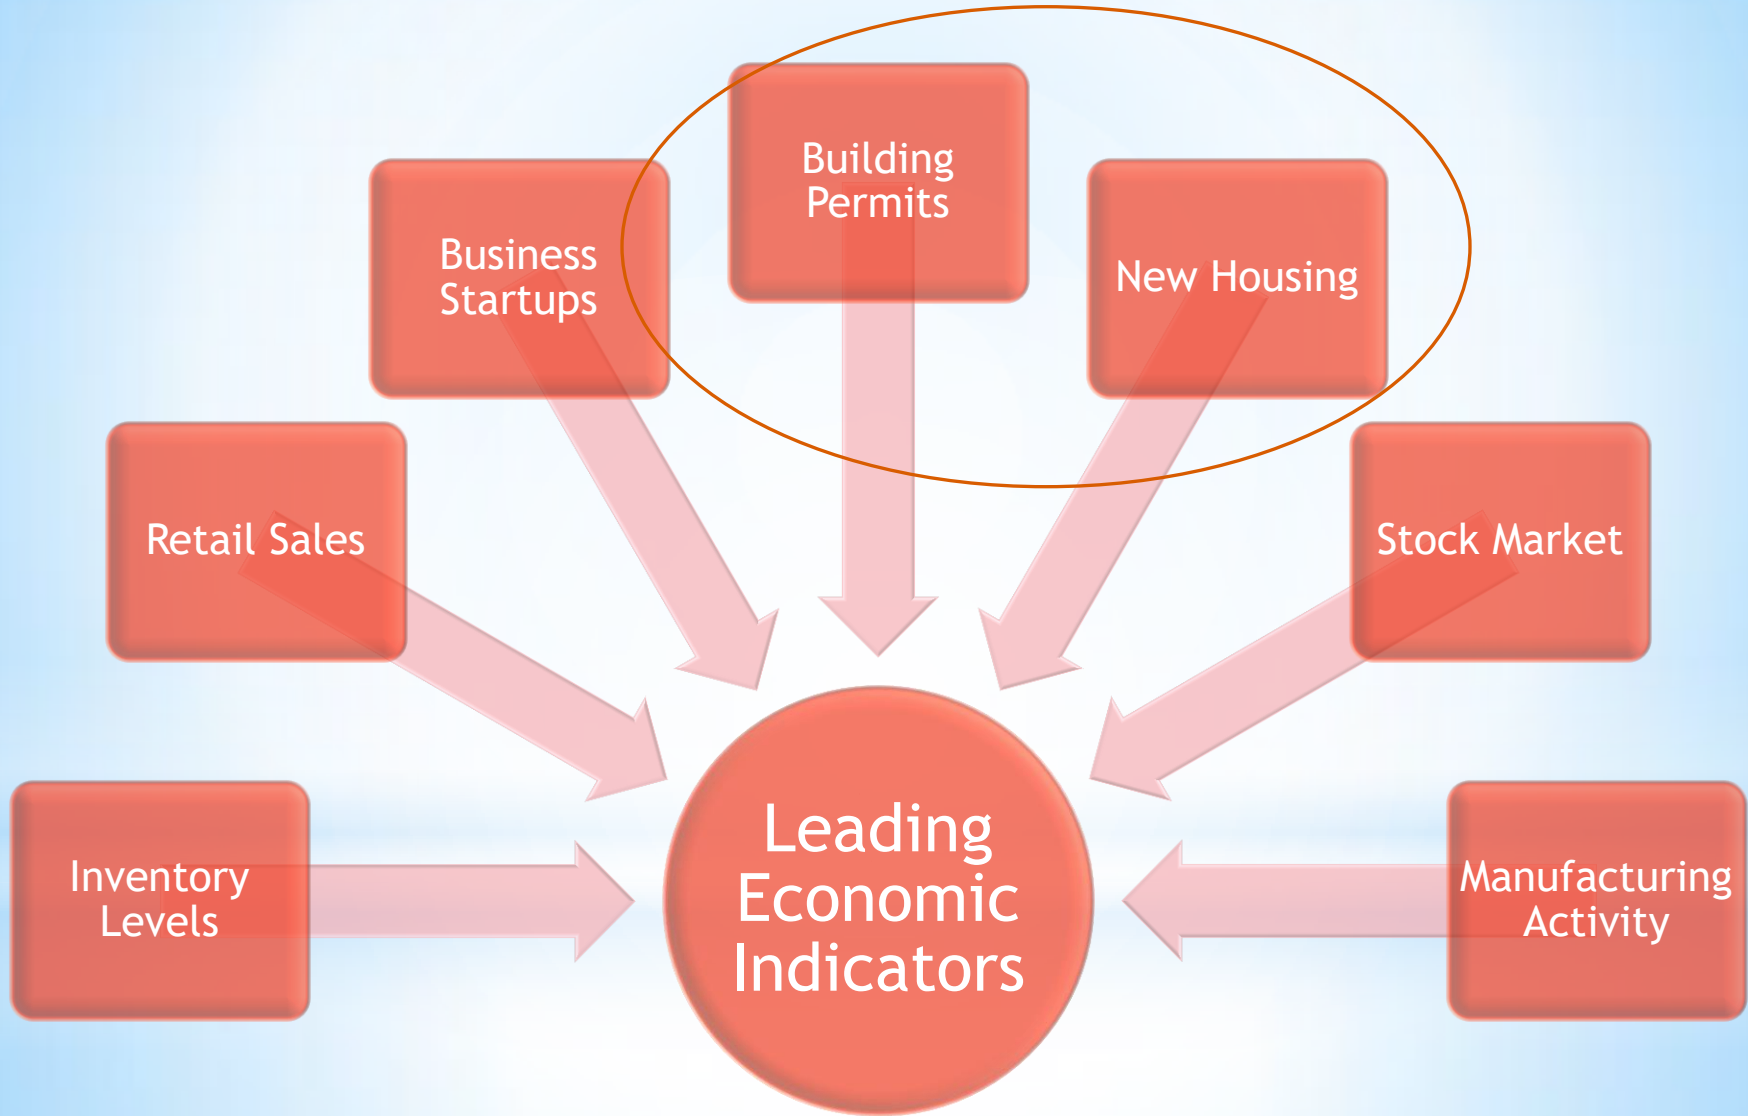 Building
Permits
Business
Startups
New Housing
Retail Sales
Stock Market
Inventory
Levels
Leading
Economic
Indicators
Manufacturing
Activity